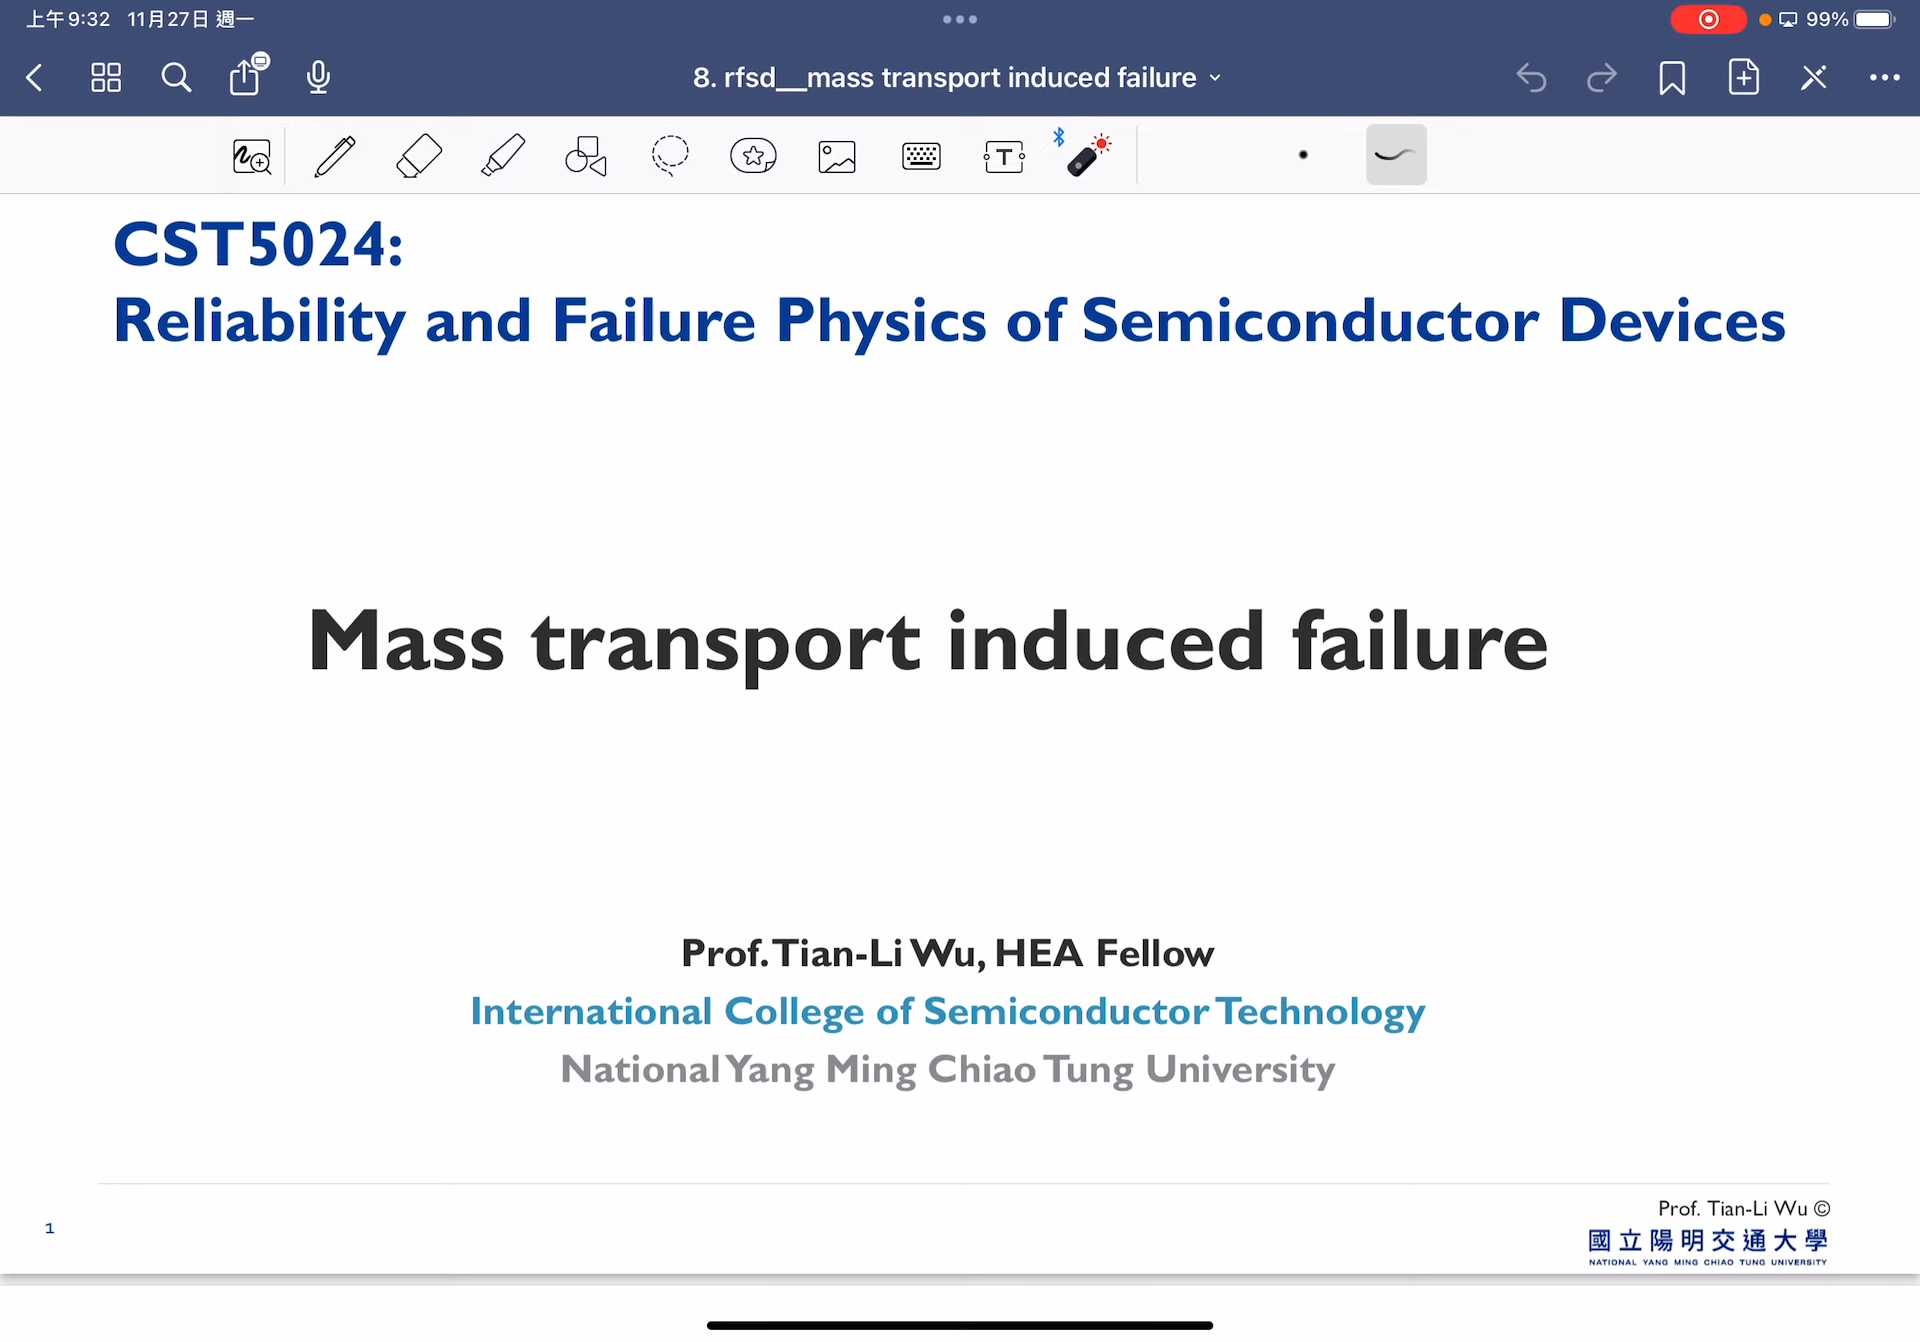 上午9:32 11月27日 週一
99%
8. rfsd__mass transport induced failure
T
CST5024:
Reliability and Failure Physics of Semiconductor Devices
Mass transport induced failure
Prof. Tian-Li Wu, HEA Fellow
International College of Semiconductor Technology
National Yang Ming Chiao Tung University
1
Prof. Tian-Li Wu ©
國立陽明交通大學
NATIONAL YANG MING CHIAO TUNG UNIVERSITY